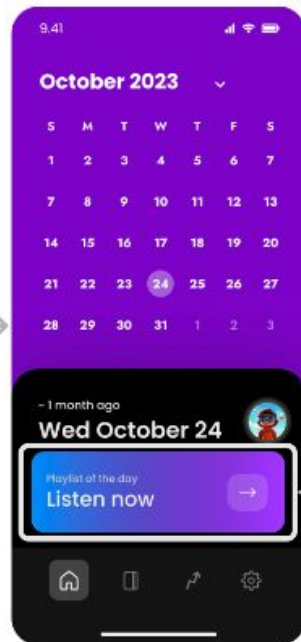 9.41
October 2023
S M T W T F S
1 2 3 4 5 6 7
7 8 9 10 11 12 13
14 15 16 17 18 19 20
21 22 23 24 25 26 27
28 29 30 31 1 2 3
~ 1 month ago
Wed October 24
Playlist of the day
Listen now